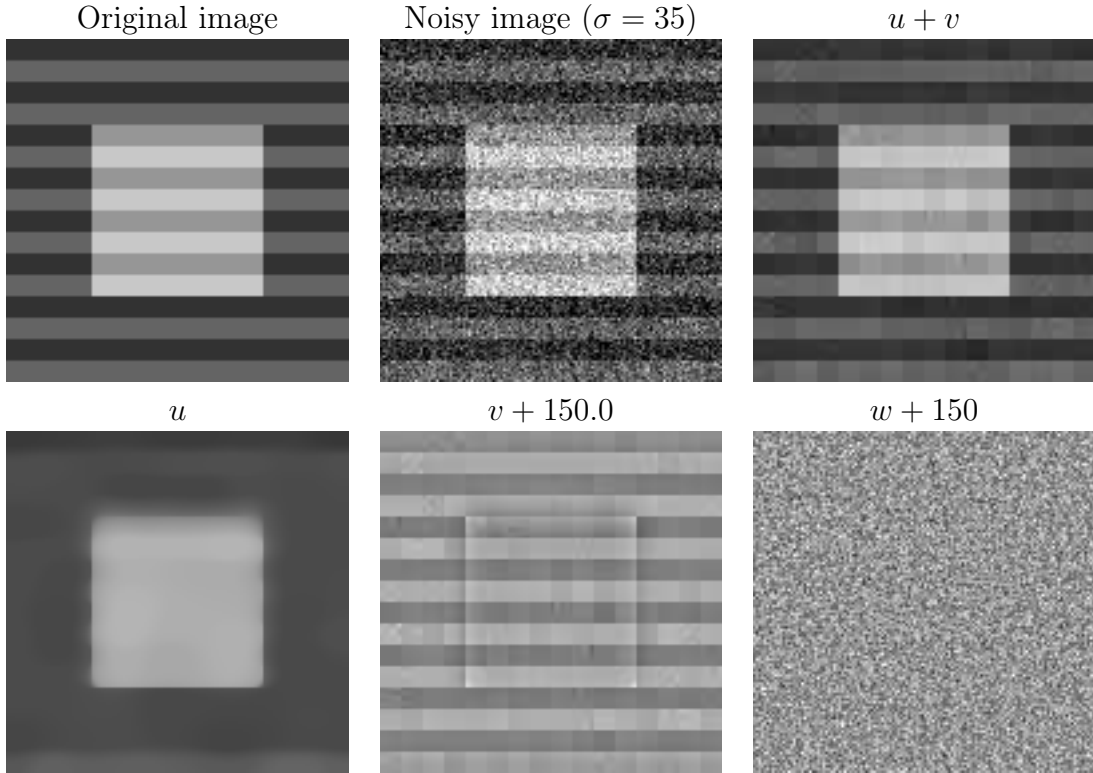 Original image
Noisy image (σ = 35)
u + v
u
v + 150.0
w + 150